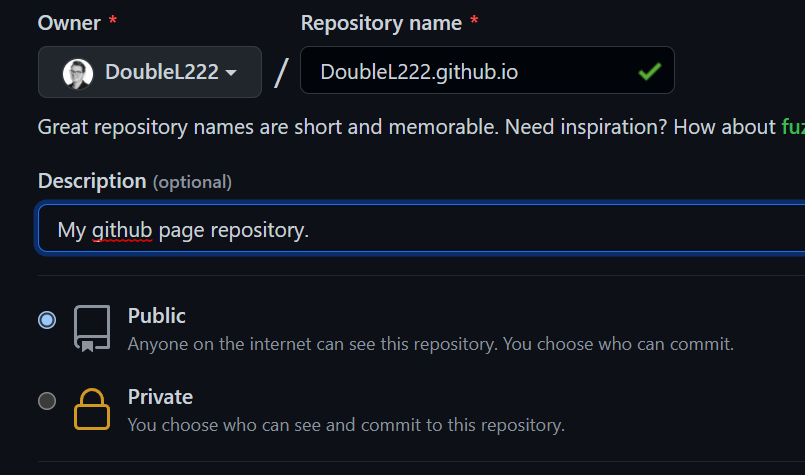 Owner * Repository name *
DoubleL222 / DoubleL222.github.io
Great repository names are short and memorable. Need inspiration? How about
Description (optional)
My github page repository.
Public
Anyone on the internet can see this repository. You choose who can commit.
Private
You choose who can see and commit to this repository.